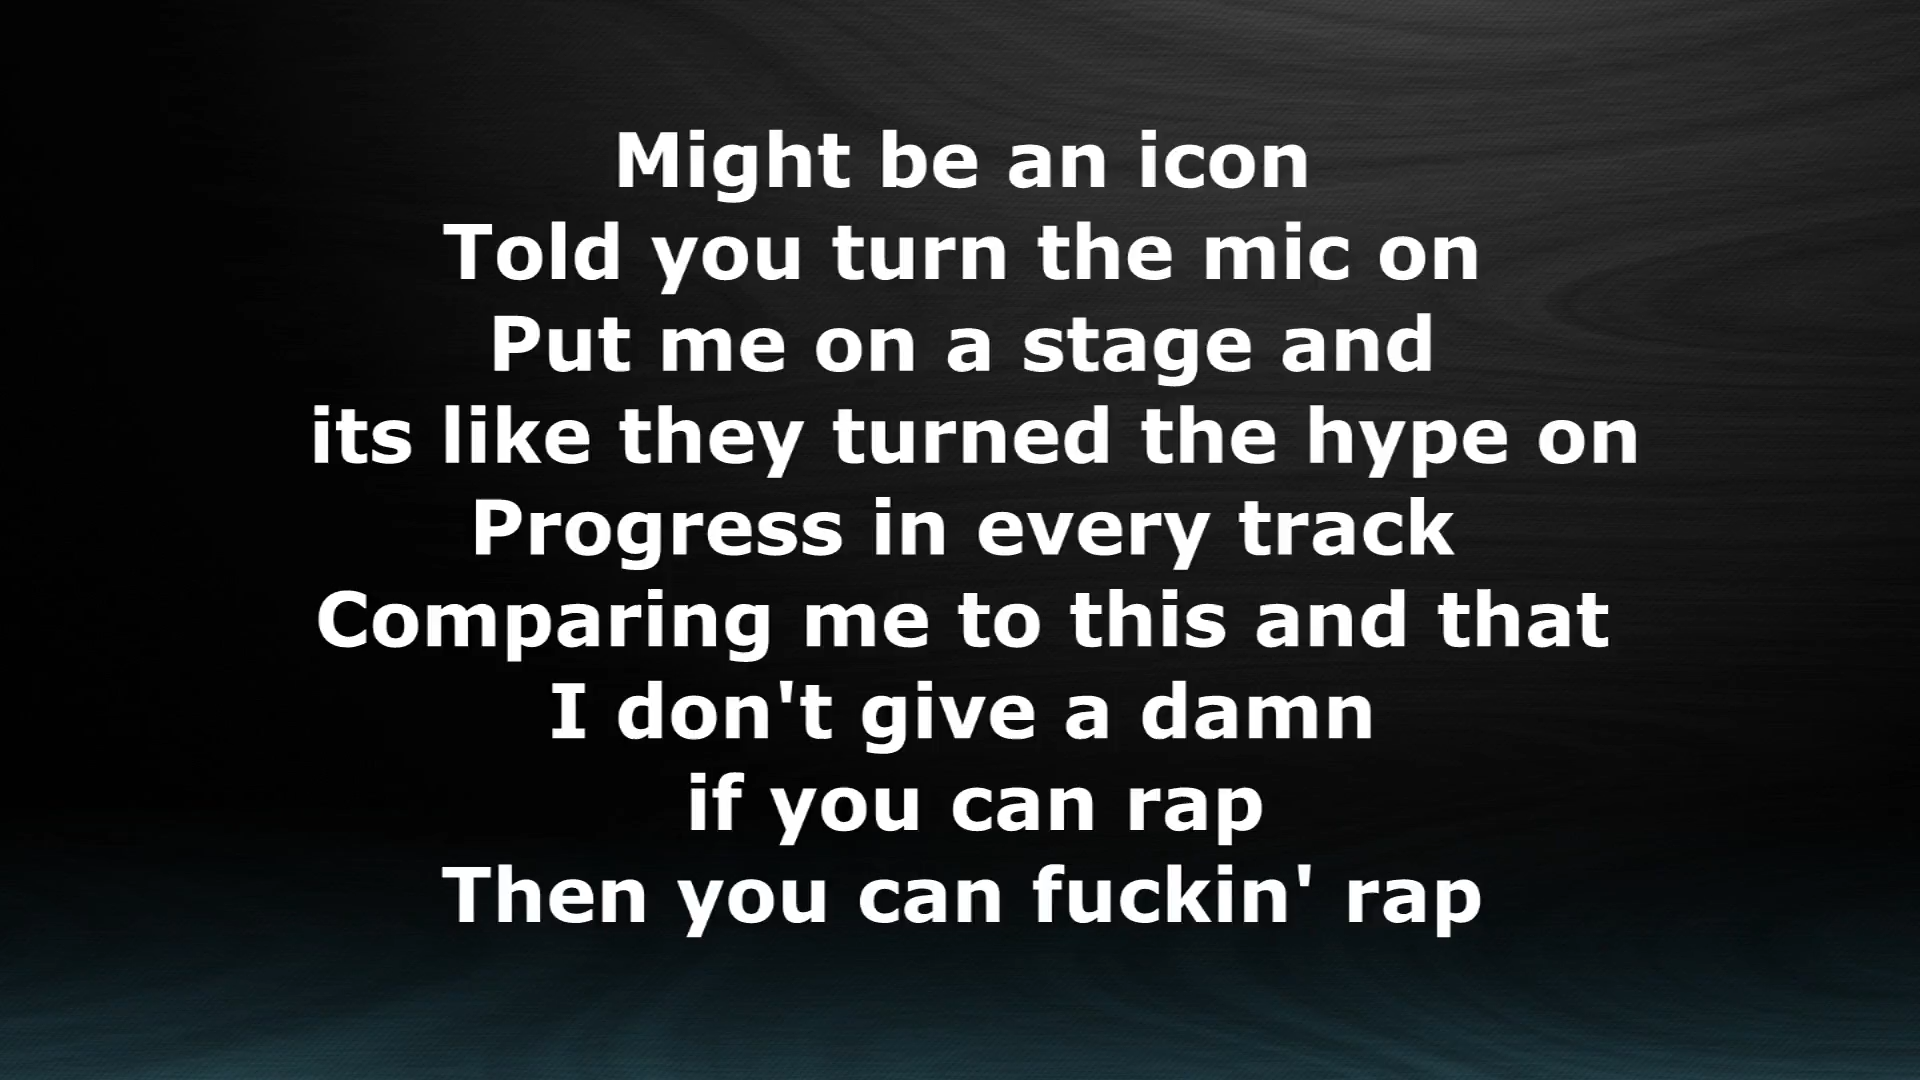 Might be an icon
Told you turn the mic on
Put me on a stage and
its like they turned the hype on
Progress in every track
Comparing me to this and that
I don't give a damn
if you can rap
Then you can fuckin' rap